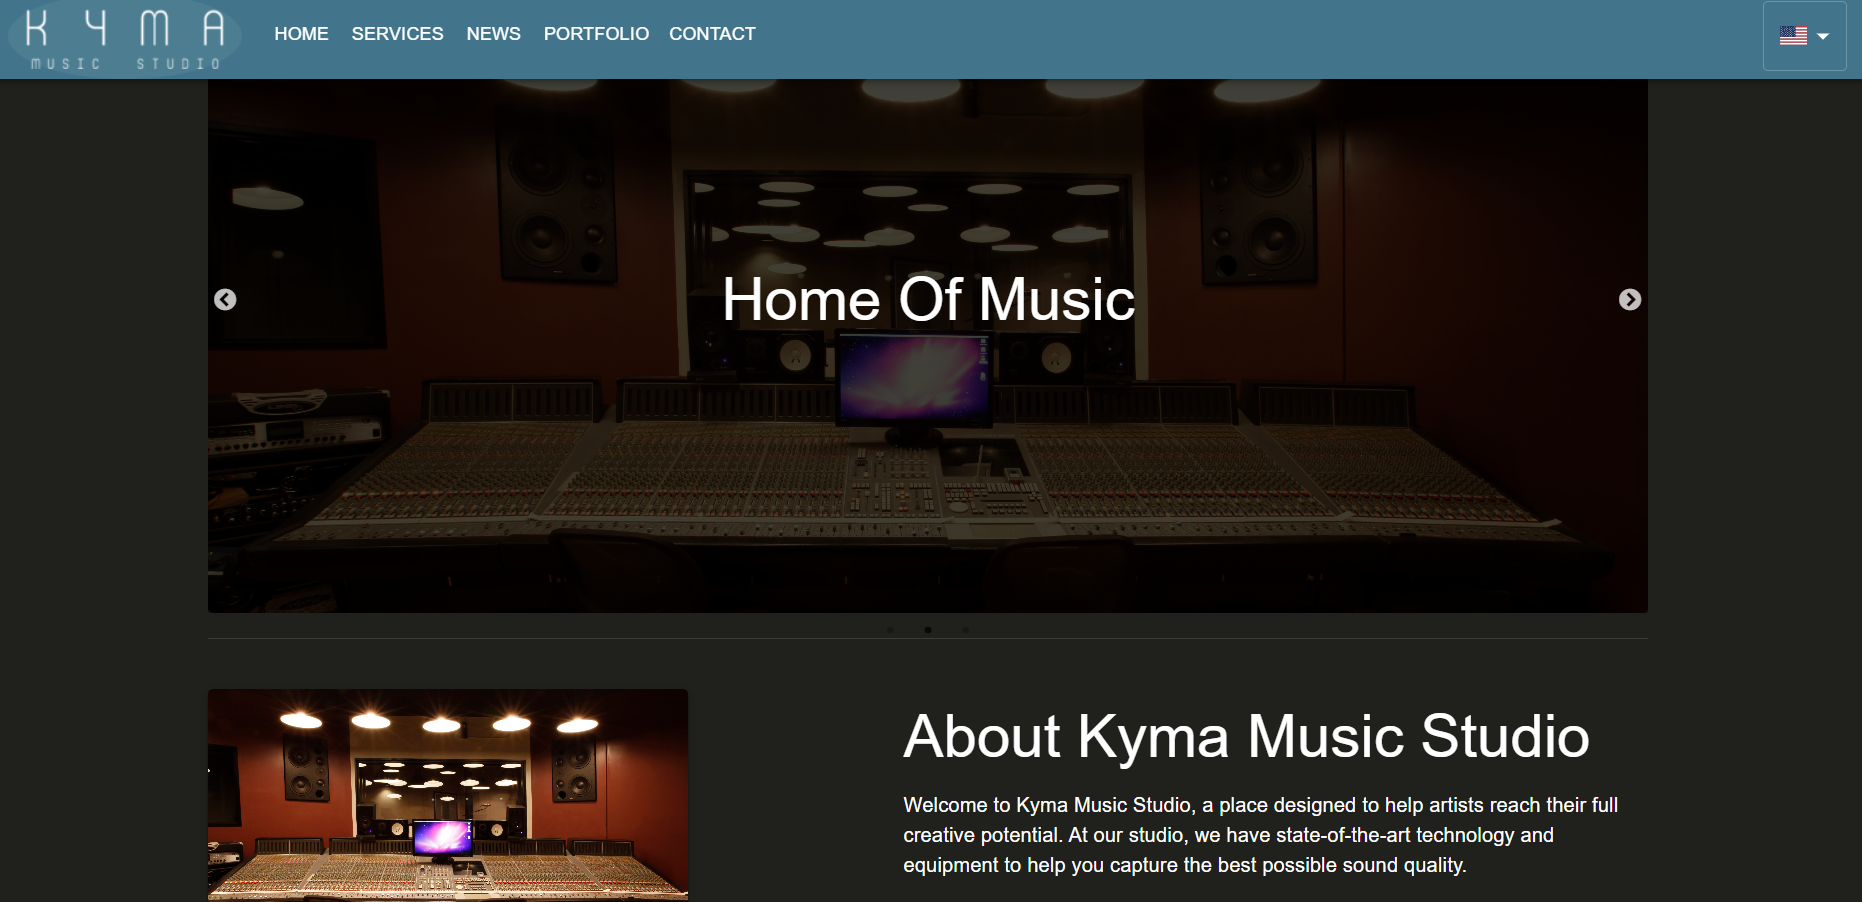 KYMA
MUSIC STUDIO
HOME SERVICES NEWS PORTFOLIO CONTACT
Home Of Music
About Kyma Music Studio
Welcome to Kyma Music Studio, a place designed to help artists reach their full
creative potential. At our studio, we have state-of-the-art technology and
equipment to help you capture the best possible sound quality.